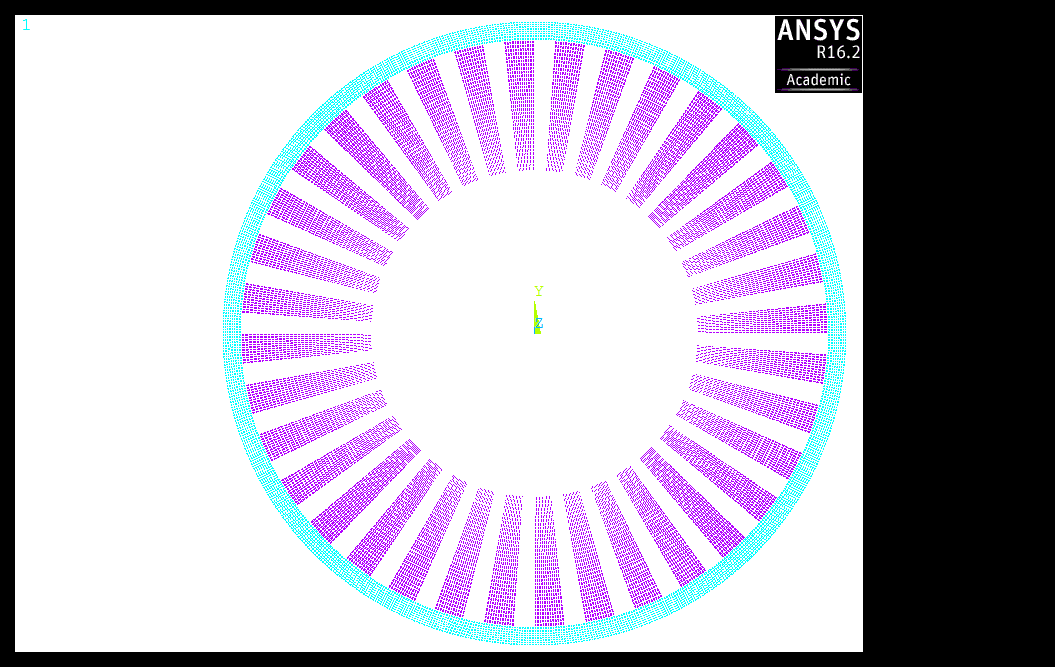 1
ANSYS
R16.2
Academic
Y
Z